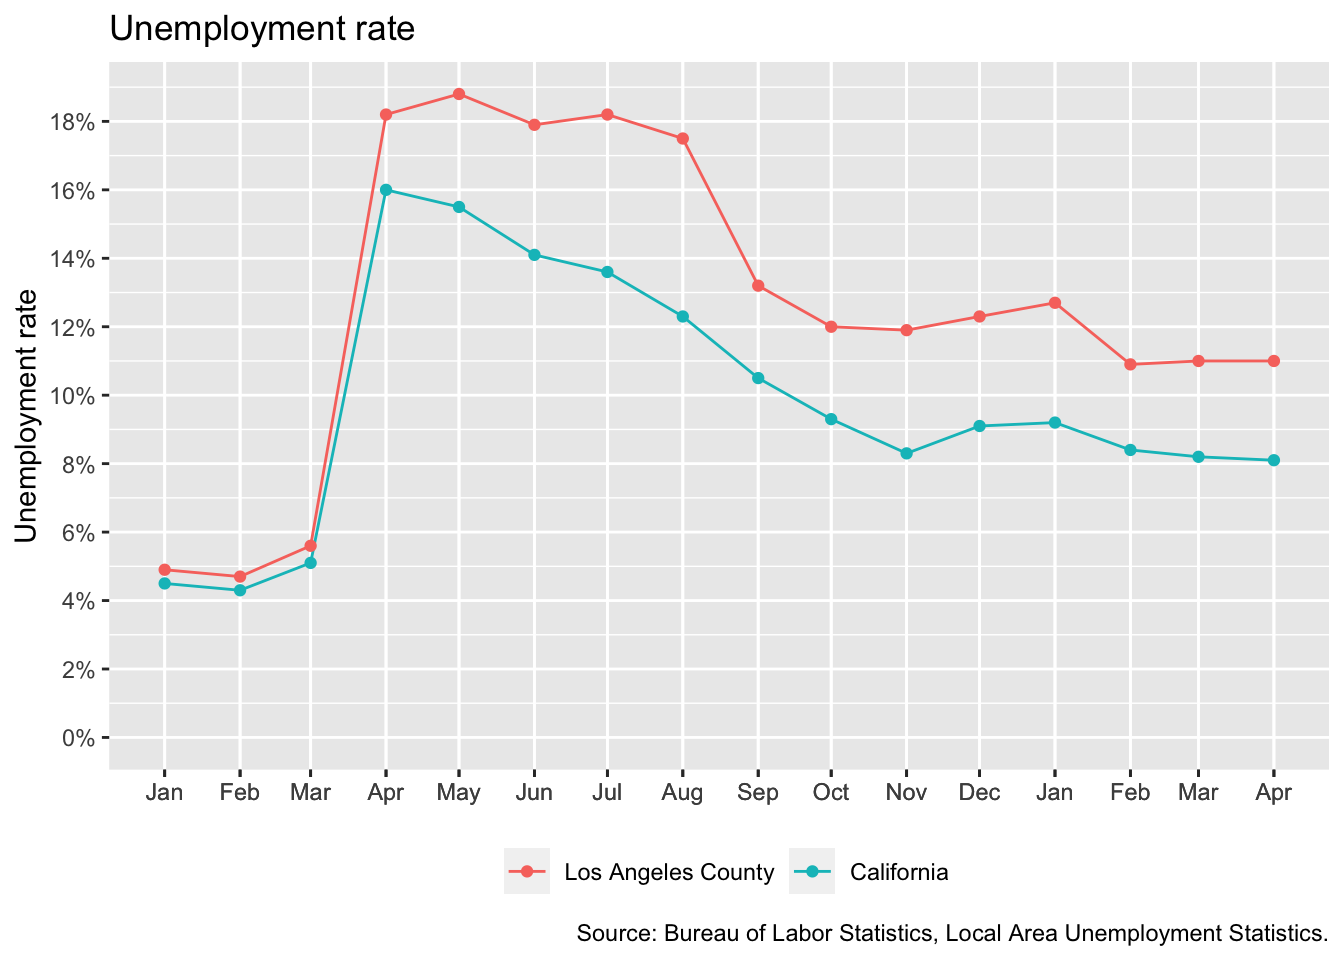 Unemployment rate
18%
16%
14%
12%
10%
8%
6%
4%
2%
0%
Unemployment rate
Jan Feb Mar Apr May Jun Jul Aug Sep Oct Nov Dec Jan Feb Mar Apr
Los Angeles County California
Source: Bureau of Labor Statistics, Local Area Unemployment Statistics.